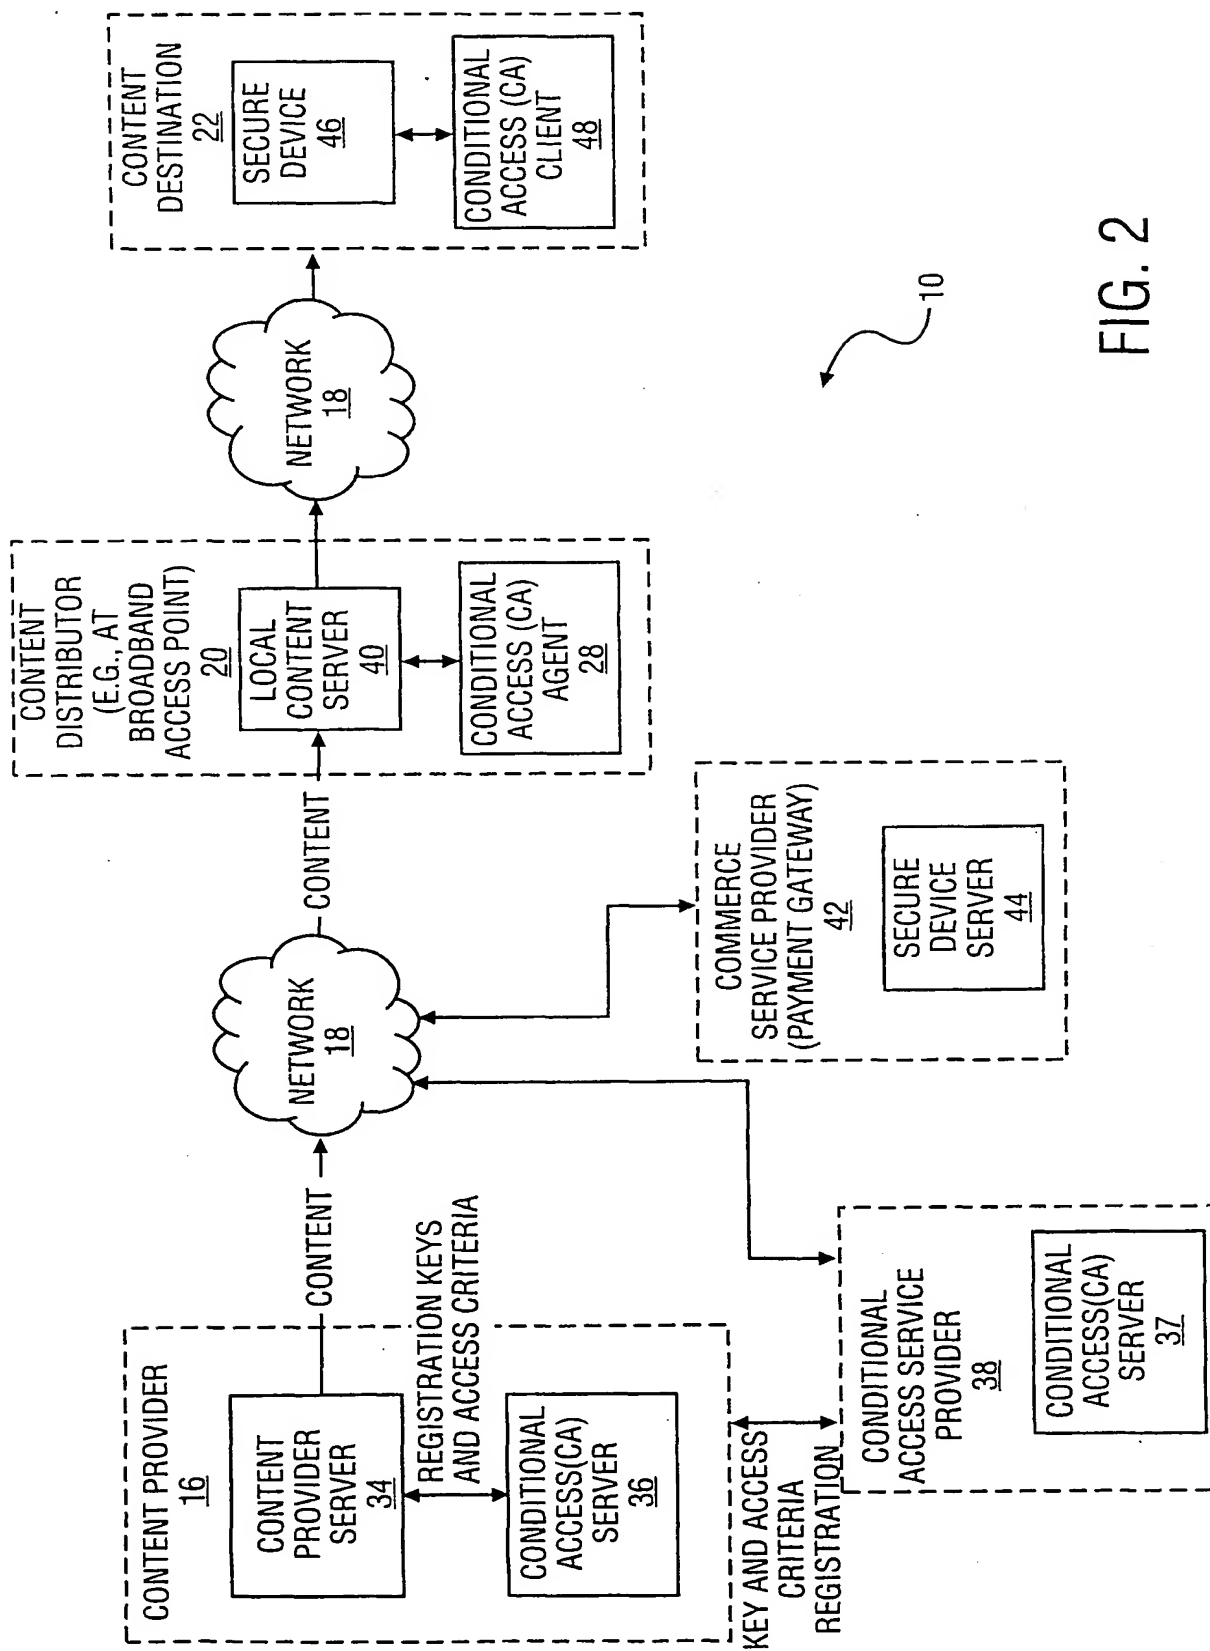 CONTENT PROVIDER
16
CONTENT
PROVIDER
SERVER
34
REGISTRATION KEYS
AND ACCESS CRITERIA
CONDITIONAL
ACCESS(CA)
SERVER
36
KEY AND ACCESS
CRITERIA
REGISTRATION
CONDITIONAL
ACCESS SERVICE
PROVIDER
38
CONDITIONAL
ACCESS(CA)
SERVER
37
CONTENT
NETWORK
18
COMMERCE
SERVICE PROVIDER
(PAYMENT GATEWAY)
42
SECURE
DEVICE
SERVER
44
CONTENT
CONTENT
DISTRIBUTOR
(E.G., AT
BROADBAND
ACCESS POINT)
20
LOCAL
CONTENT
SERVER
40
CONDITIONAL
ACCESS (CA)
AGENT
28
NETWORK
18
CONTENT
DESTINATION
22
SECURE
DEVICE
46
CONDITIONAL
ACCESS (CA)
CLIENT
48
10
FIG. 2